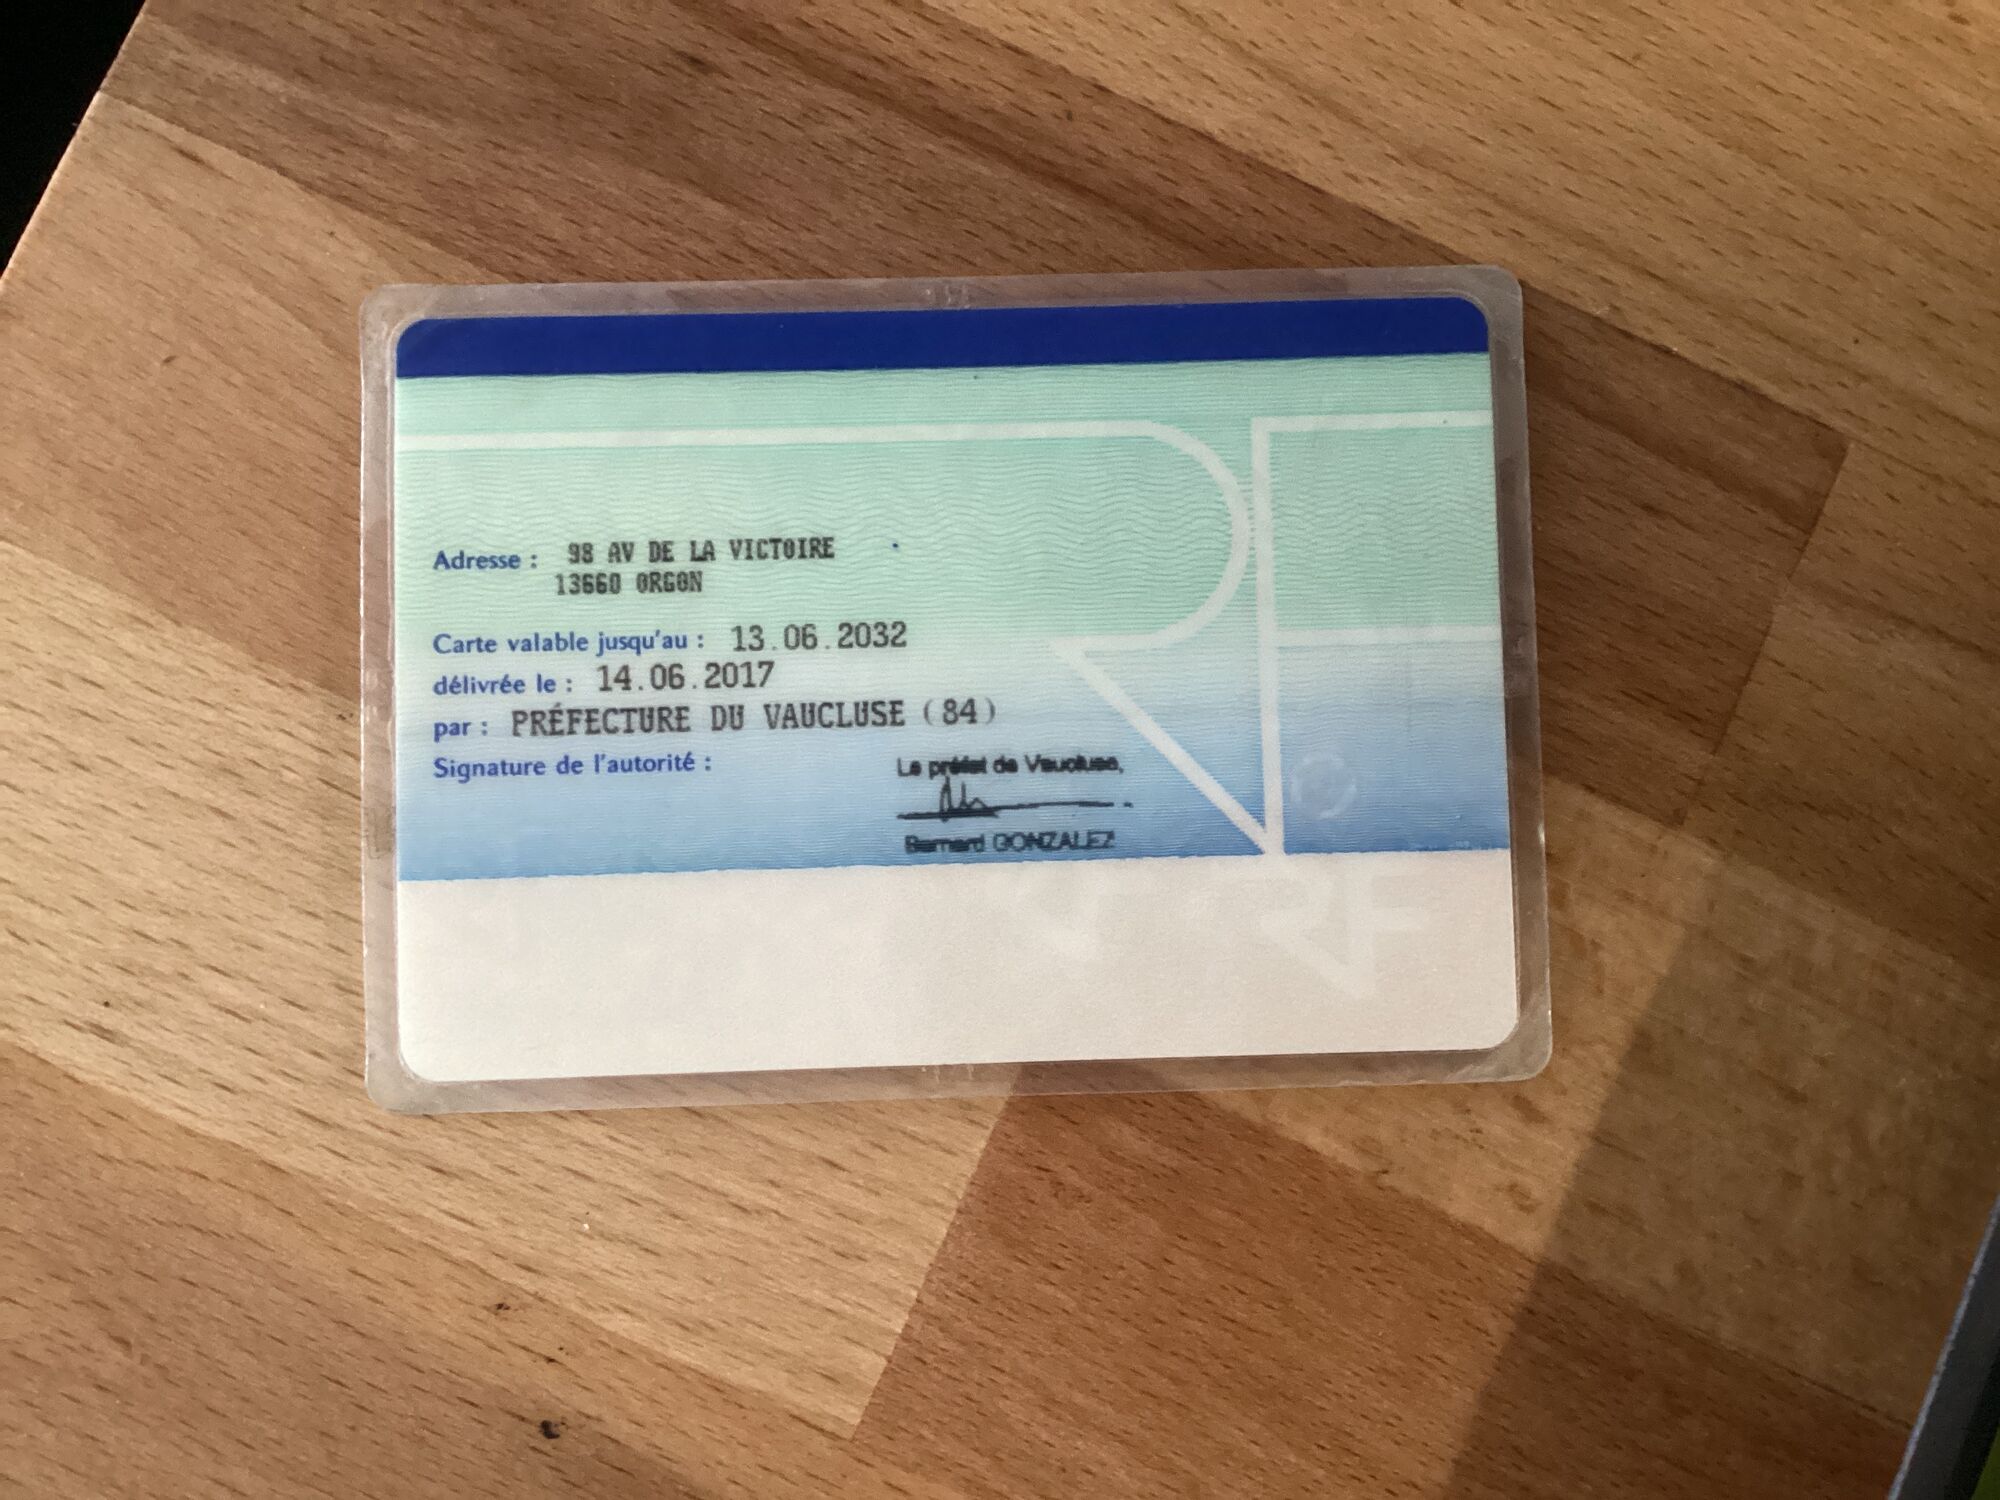 Adresse : 98 AV DE LA VICTOIRE
13660 ORGON
Carte valable jusqu'au : 13.06.2032
délivrée le : 14.06.2017
par : PRÉFECTURE DU VAUCLUSE (84)
Signature de l'autorité :
Le préfet de Vaucluse,
Bernard GONZALEZ
RF